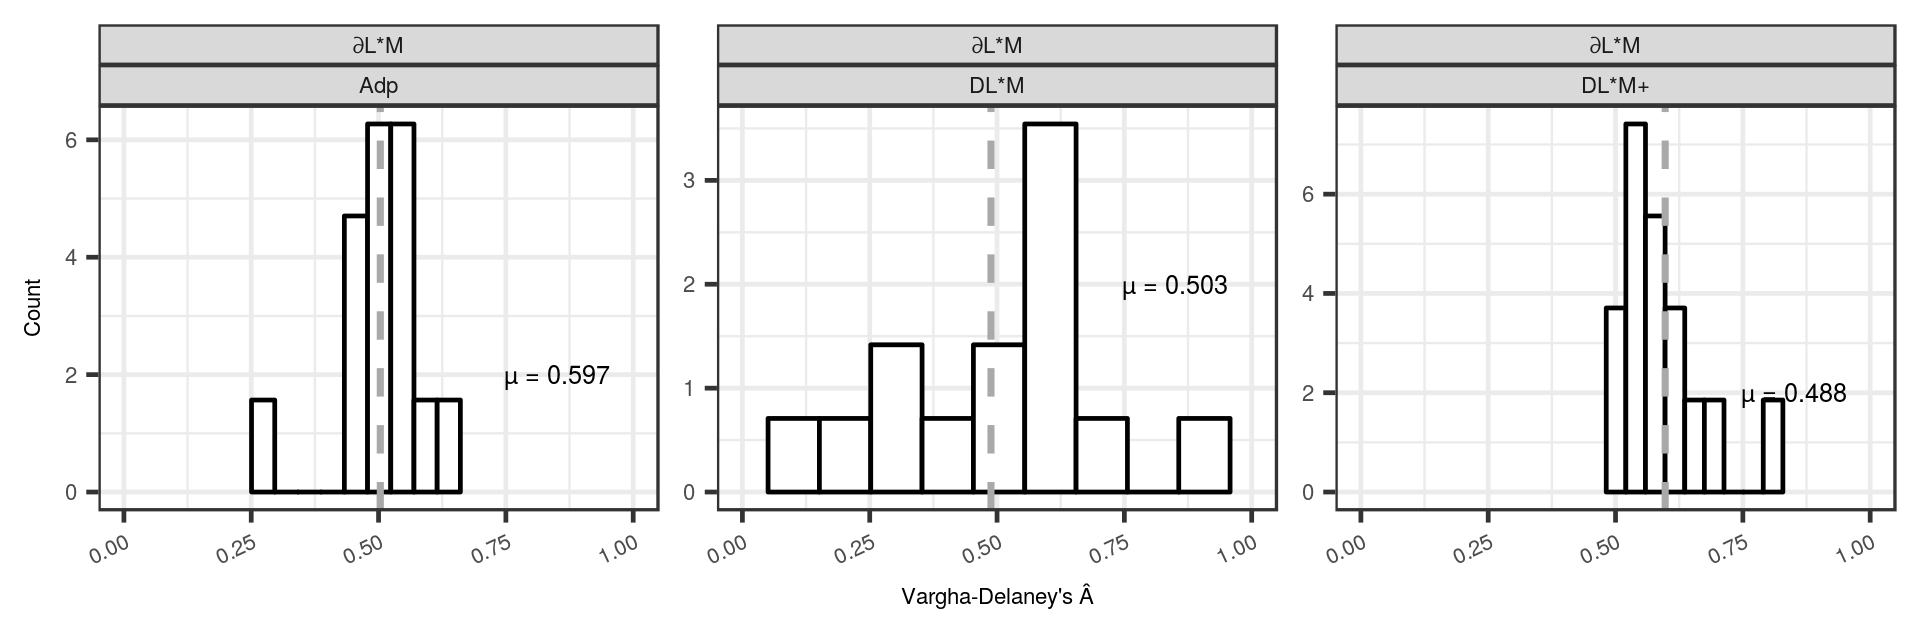 ∂L*M
∂L*M
∂L*M
Adp
DL*M
DL*M+
Count
6
4
2
0
μ = 0.597
0.00
0.25
0.50
0.75
1.00
3
2
1
0
μ = 0.503
0.00
0.25
0.50
0.75
1.00
6
4
2
0
μ = 0.488
0.00
0.25
0.50
0.75
1.00
Vargha-Delaney's Â